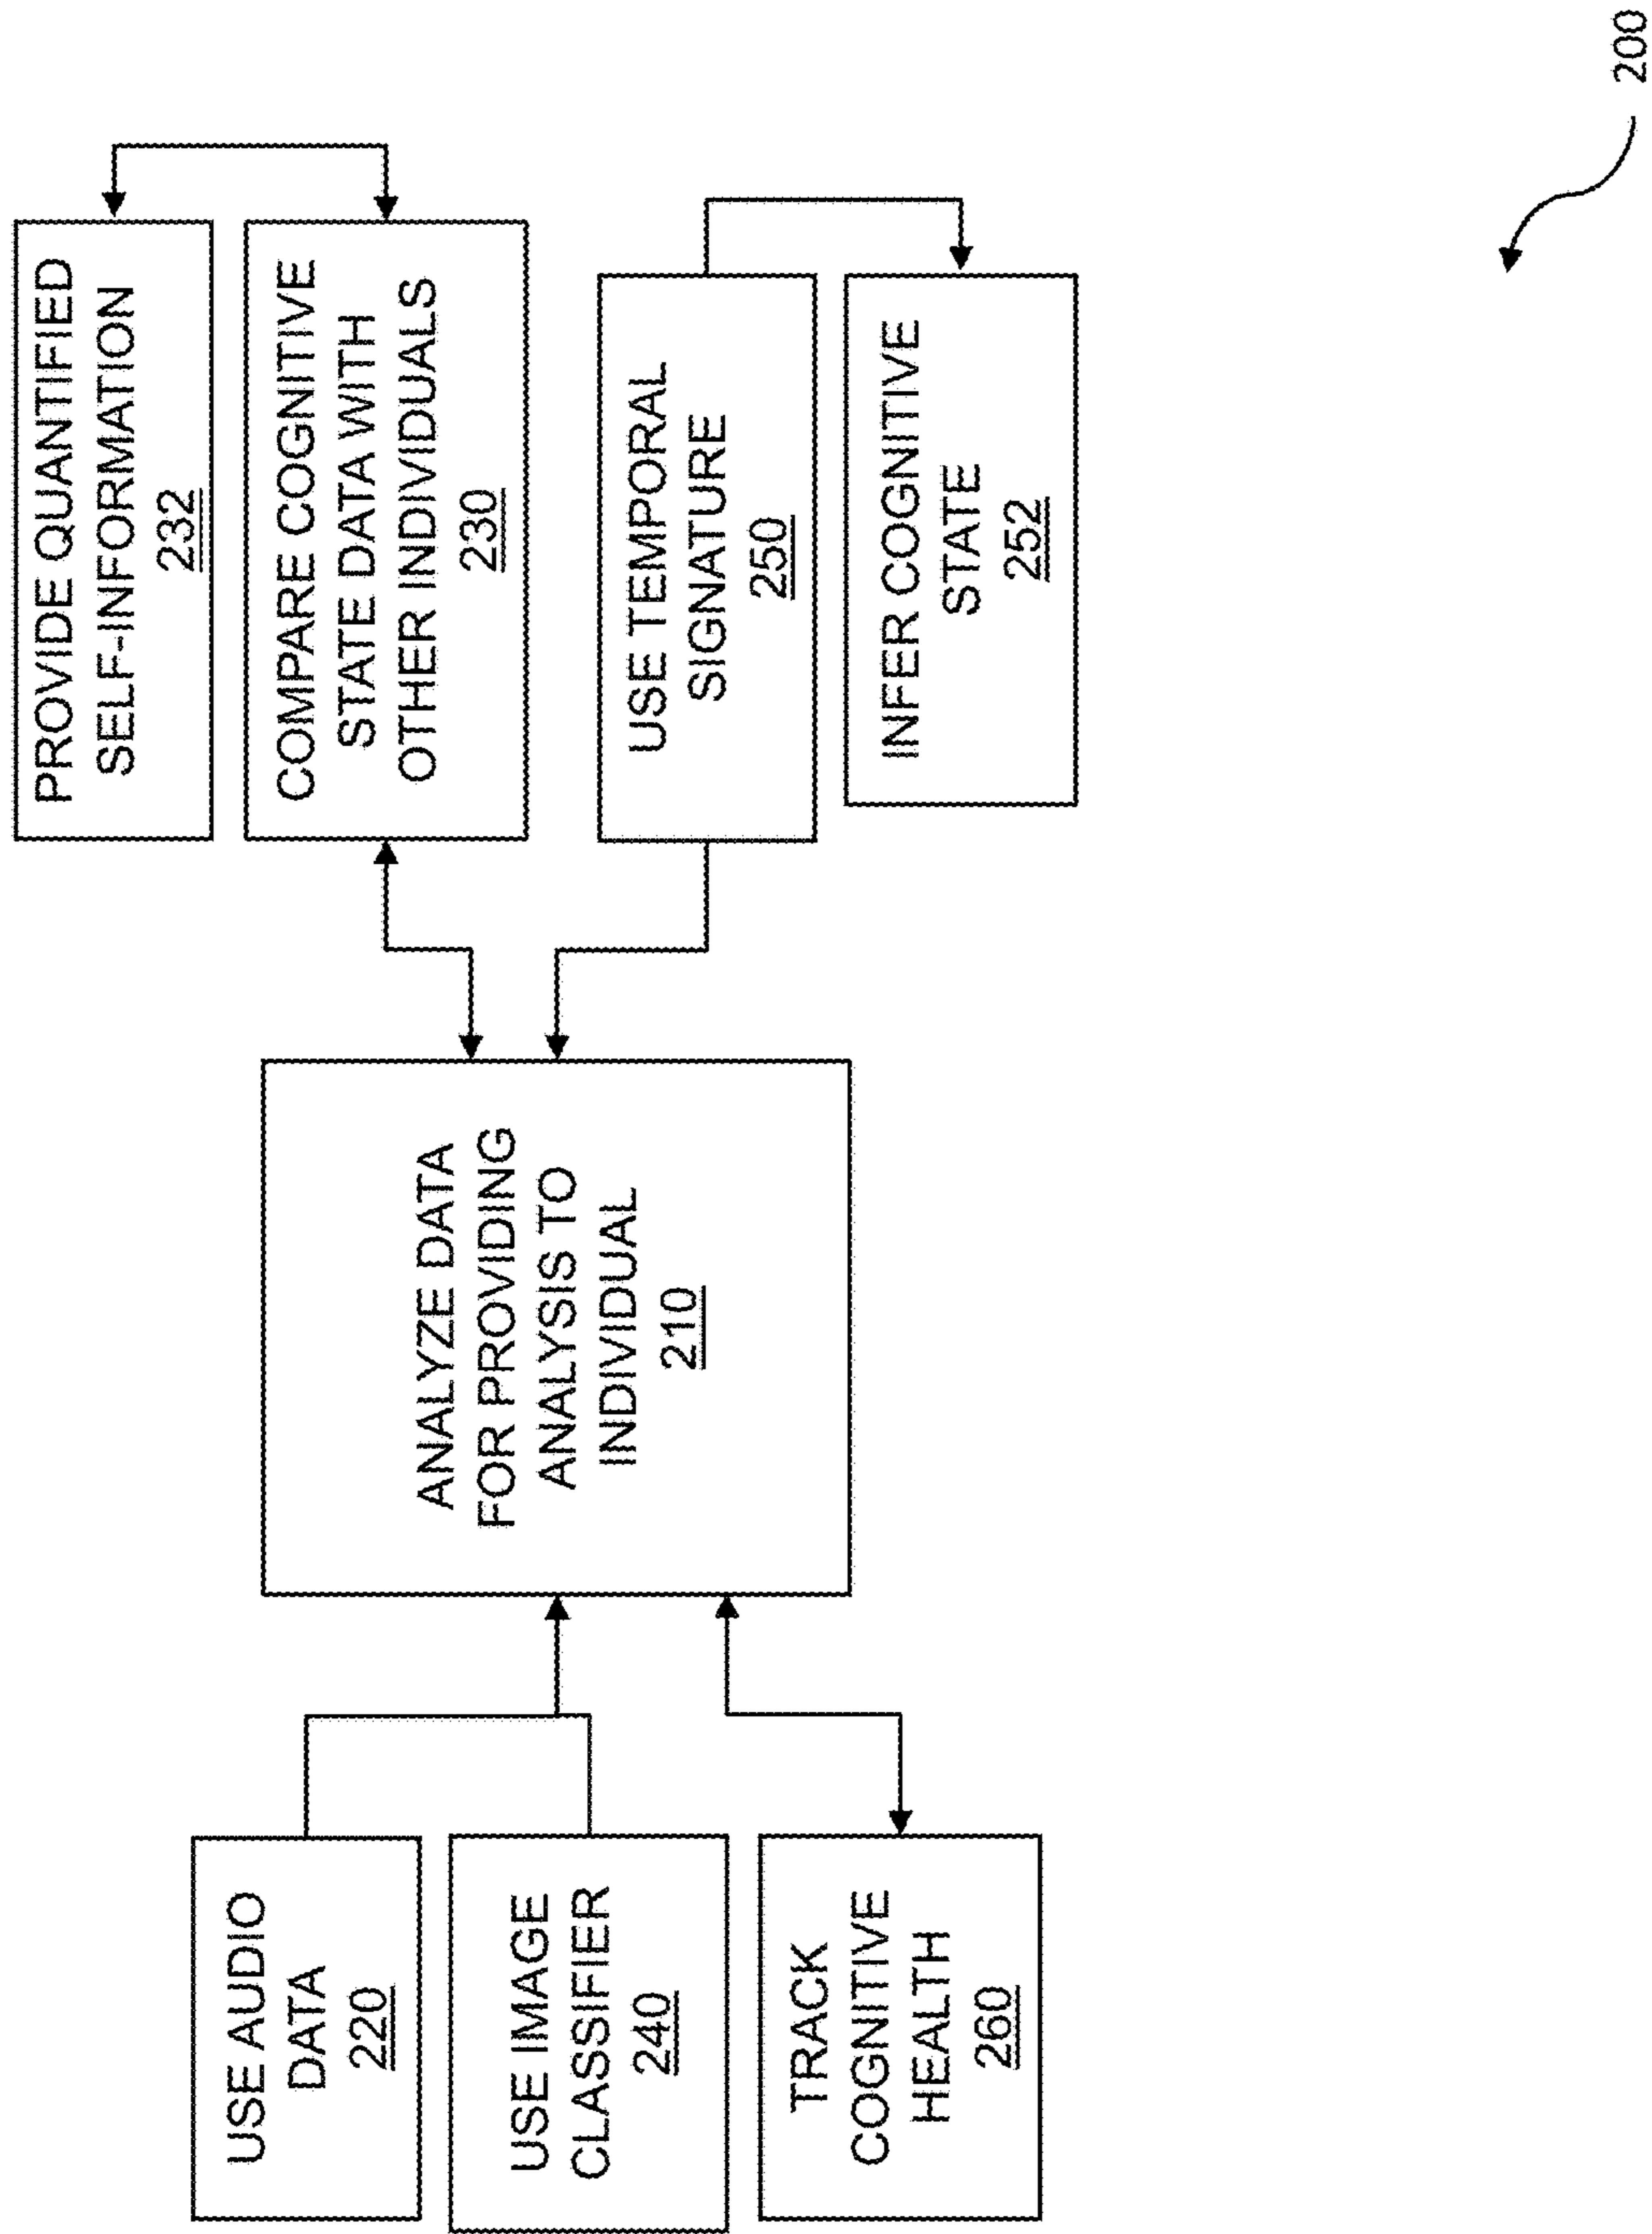 USE AUDIO
DATA
220
USE IMAGE
CLASSIFIER
240
TRACK
COGNITIVE
HEALTH
260
ANALYZE DATA
FOR PROVIDING
ANALYSIS TO
INDIVIDUAL
210
PROVIDE QUANTIFIED
SELF-INFORMATION
232
COMPARE COGNITIVE
STATE DATA WITH
OTHER INDIVIDUALS
230
USE TEMPORAL
SIGNATURE
250
INFER COGNITIVE
STATE
252
200